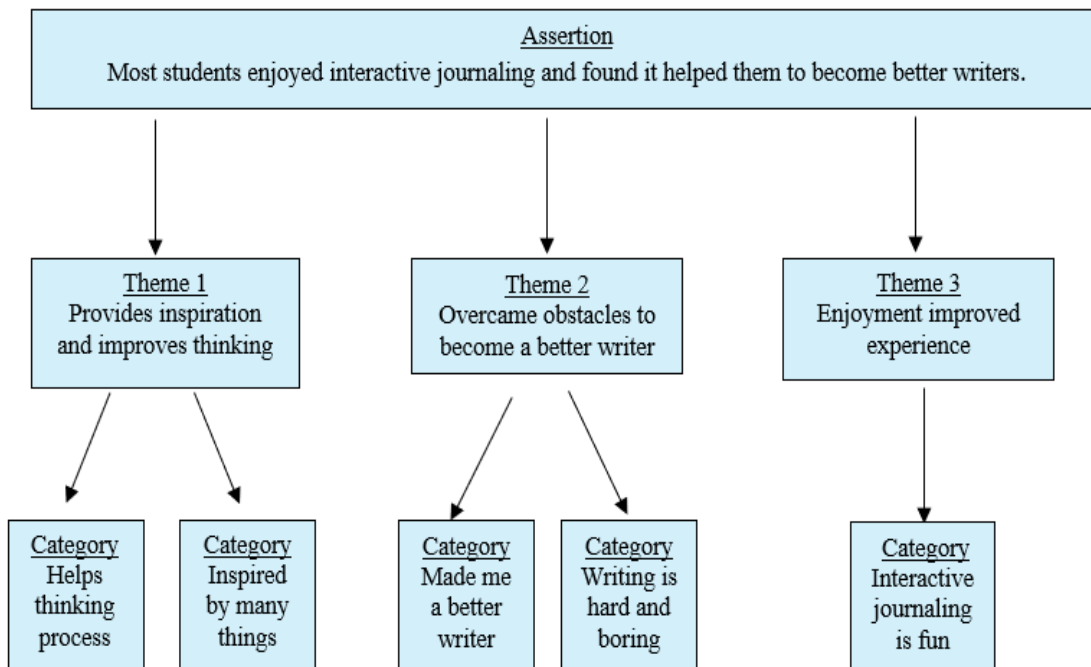 Assertion
Most students enjoyed interactive journaling and found it helped them to become better writers.
Theme 1
Provides inspiration
and improves thinking
Theme 2
Overcame obstacles to
become a better writer
Theme 3
Enjoyment improved
experience
Category
Helps
thinking
process
Category
Inspired
by many
things
Category
Made me
a better
writer
Category
Writing is
hard and
boring
Category
Interactive
journaling
is fun